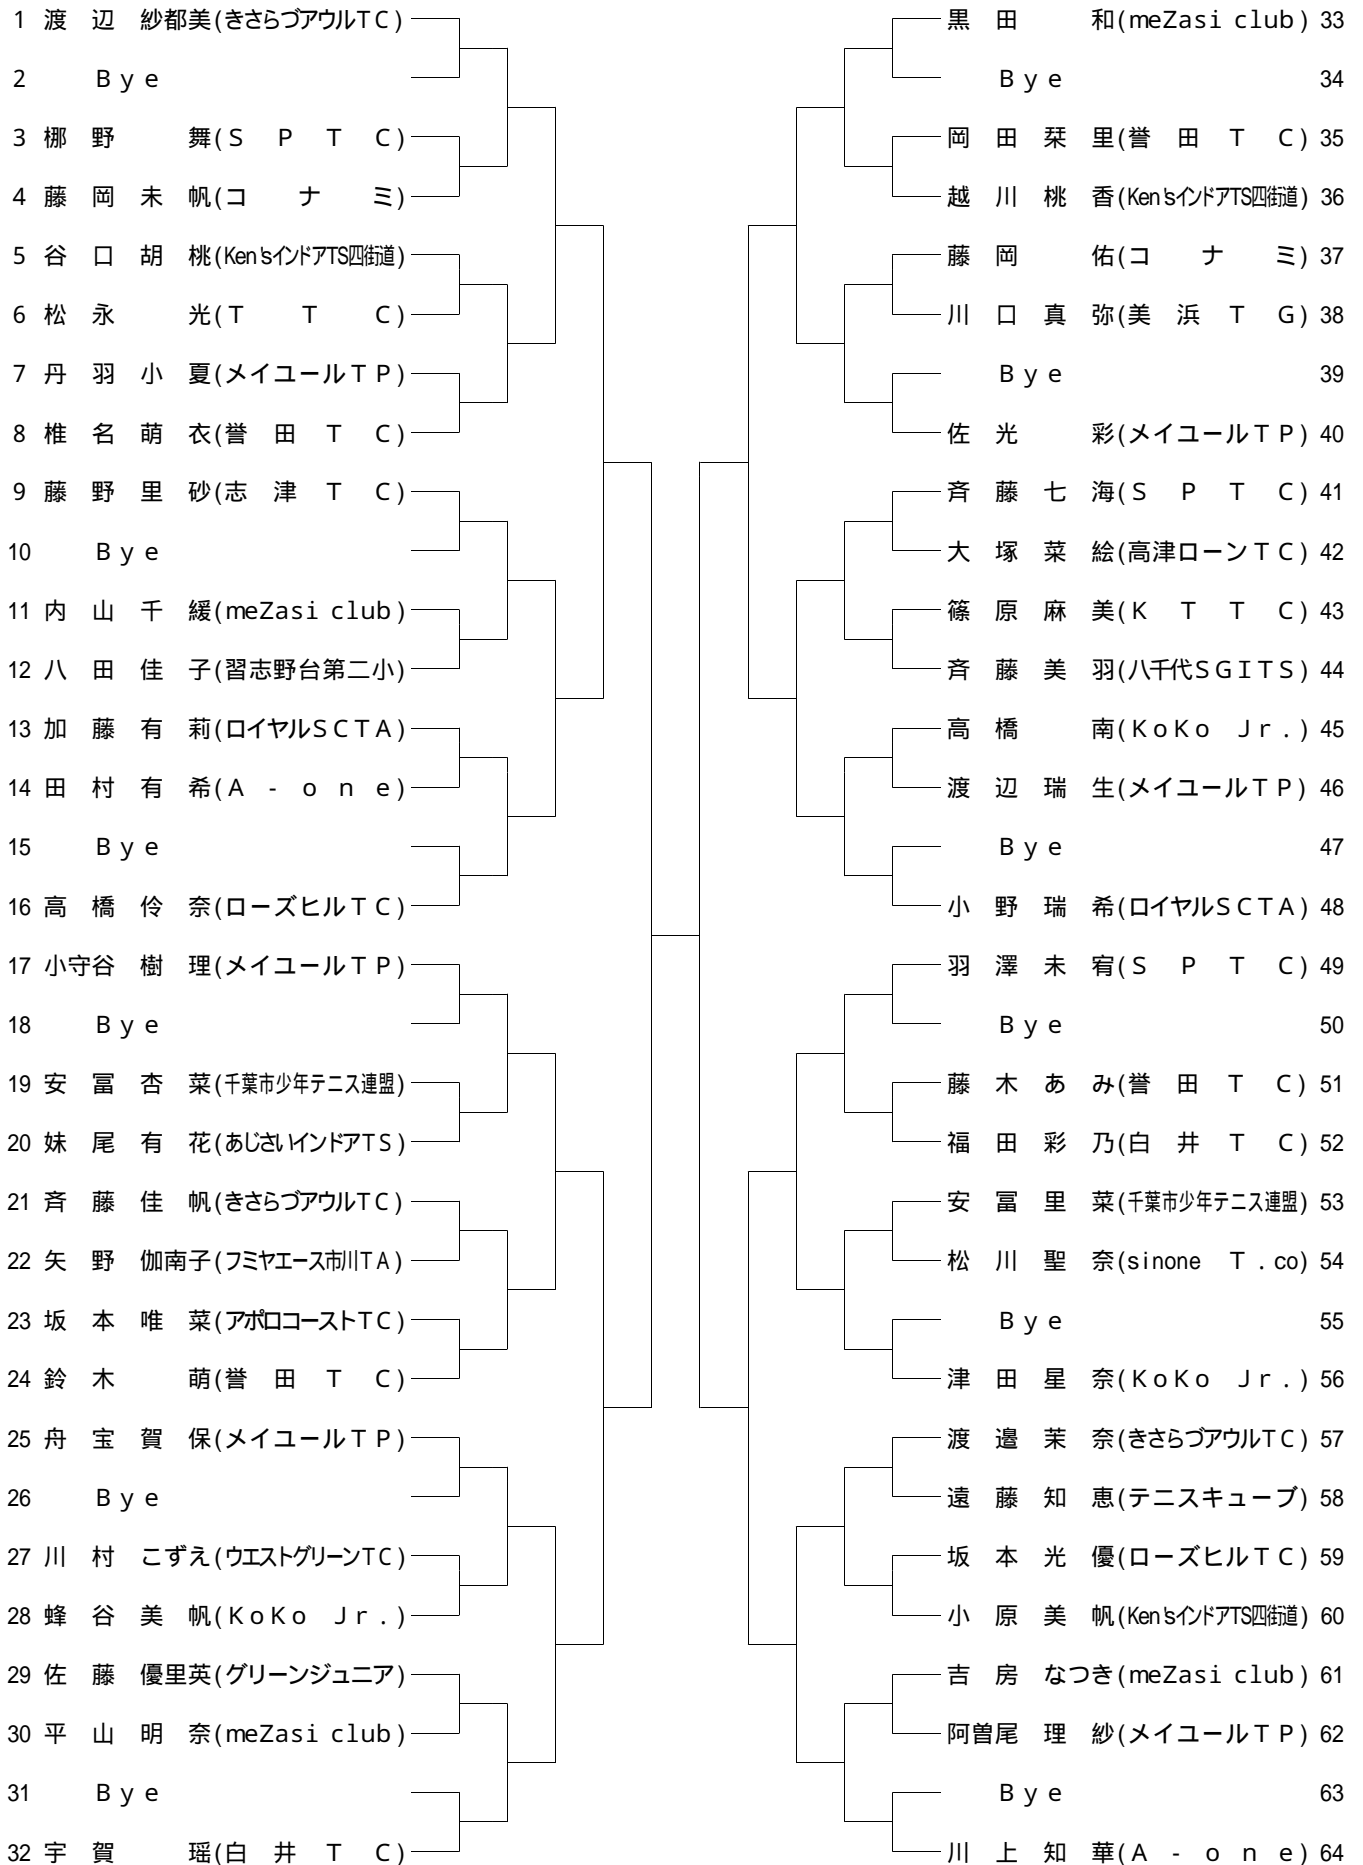 1 渡 辺 紗都美(きさらづアウルTC)
2 Bye
3 梛 野 舞(S P T C)
4 藤 岡 未 帆(コ ナ ミ)
5 谷 口 胡 桃(Ken'sインドアTS四街道)
6 松 永 光(T T C)
7 丹 羽 小 夏(メイユールTP)
8 椎 名 萌 衣(誉 田 T C)
9 藤 野 里 砂(志 津 T C)
10 Bye
11 内 山 千 緩(meZasi club)
12 八 田 佳 子(習志野台第二小)
13 加 藤 有 莉(ロイヤルSCTA)
14 田 村 有 希(A - o n e)
15 Bye
16 高 橋 伶 奈(ローズヒルTC)
17 小守谷 樹 理(メイユールTP)
18 Bye
19 安 冨 杏 菜(千葉市少年テニス連盟)
20 妹 尾 有 花(あじさいインドアTS)
21 斉 藤 佳 帆(きさらづアウルTC)
22 矢 野 伽南子(フミヤエース市川TA)
23 坂 本 唯 菜(アポロコーストTC)
24 鈴 木 萌(誉 田 T C)
25 舟 宝 賀 保(メイユールTP)
26 Bye
27 川 村 こずえ(ウエストグリーンTC)
28 蜂 谷 美 帆(KoKo Jr.)
29 佐 藤 優里英(グリーンジュニア)
30 平 山 明 奈(meZasi club)
31 Bye
32 宇 賀 瑶(白 井 T C)
黒 田 和(meZasi club) 33
Bye 34
岡 田 栞 里(誉 田 T C) 35
越 川 桃 香(Ken'sインドアTS四街道) 36
藤 岡 佑(コ ナ ミ) 37
川 口 真 弥(美 浜 T G) 38
Bye 39
佐 光 彩(メイユールTP) 40
斉 藤 七 海(S P T C) 41
大 塚 菜 絵(高津ローンTC) 42
篠 原 麻 美(K T T C) 43
斉 藤 美 羽(八千代SGITS) 44
高 橋 南(KoKo Jr.) 45
渡 辺 瑞 生(メイユールTP) 46
Bye 47
小 野 瑞 希(ロイヤルSCTA) 48
羽 澤 未 宥(S P T C) 49
Bye 50
藤 木 あ み(誉 田 T C) 51
福 田 彩 乃(白 井 T C) 52
安 冨 里 菜(千葉市少年テニス連盟) 53
松 川 聖 奈(sinone T.co) 54
Bye 55
津 田 星 奈(KoKo Jr.) 56
渡 邉 茉 奈(きさらづアウルTC) 57
遠 藤 知 恵(テニスキューブ) 58
坂 本 光 優(ローズヒルTC) 59
小 原 美 帆(Ken'sインドアTS四街道) 60
吉 房 なつき(meZasi club) 61
阿曽尾 理 紗(メイユールTP) 62
Bye 63
川 上 知 華(A - o n e) 64